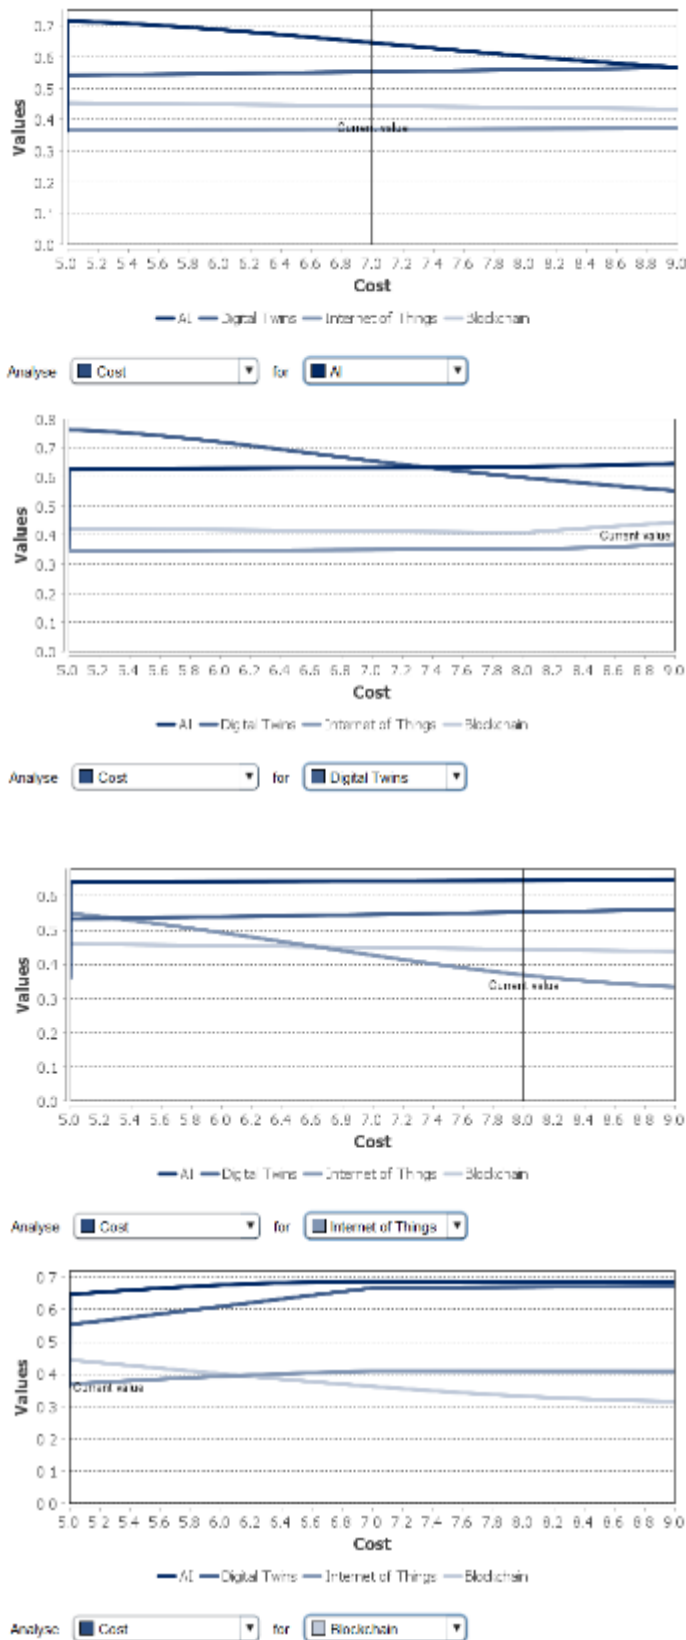 0.7
0.6
0.5
0.4
0.3
0.2
0.1
0.0
Values
Current value
5.0 5.2 5.4 5.6 5.8 6.0 6.2 6.4 6.6 6.8 7.0 7.2 7.4 7.6 7.8 8.0 8.2 8.4 8.6 8.8 9.0
Cost
AI Digital Twins Internet of Things Blockchain
Analyse Cost for AI
0.8
0.7
0.6
0.5
0.4
0.3
0.2
0.1
0.0
Values
Current value
5.0 5.2 5.4 5.6 5.8 6.0 6.2 6.4 6.6 6.8 7.0 7.2 7.4 7.6 7.8 8.0 8.2 8.4 8.6 8.8 9.0
Cost
AI Digital Twins Internet of Things Blockchain
Analyse Cost for Digital Twins
0.6
0.5
0.4
0.3
0.2
0.1
0.0
Values
Current value
5.0 5.2 5.4 5.6 5.8 6.0 6.2 6.4 6.6 6.8 7.0 7.2 7.4 7.6 7.8 8.0 8.2 8.4 8.6 8.8 9.0
Cost
AI Digital Twins Internet of Things Blockchain
Analyse Cost for Internet of Things
0.7
0.6
0.5
0.4
0.3
0.2
0.1
0.0
Values
Current value
5.0 5.2 5.4 5.6 5.8 6.0 6.2 6.4 6.6 6.8 7.0 7.2 7.4 7.6 7.8 8.0 8.2 8.4 8.6 8.8 9.0
Cost
AI Digital Twins Internet of Things Blockchain
Analyse Cost for Blockchain